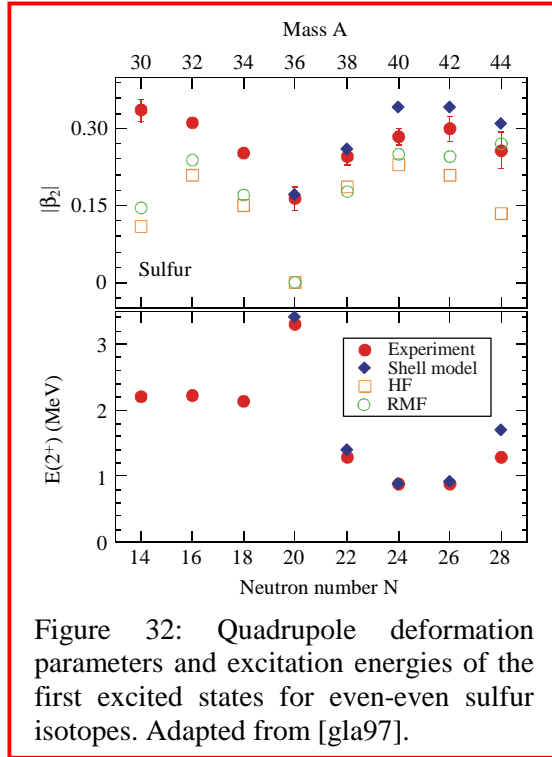 Mass A
30 32 34 36 38 40 42 44
0.30
0.15
0
|β₂|
Sulfur
3
2
1
0
E(2⁺) (MeV)
Experiment
Shell model
HF
RMF
14 16 18 20 22 24 26 28
Neutron number N
Figure 32: Quadrupole deformation
parameters and excitation energies of the
first excited states for even-even sulfur
isotopes. Adapted from [gla97].